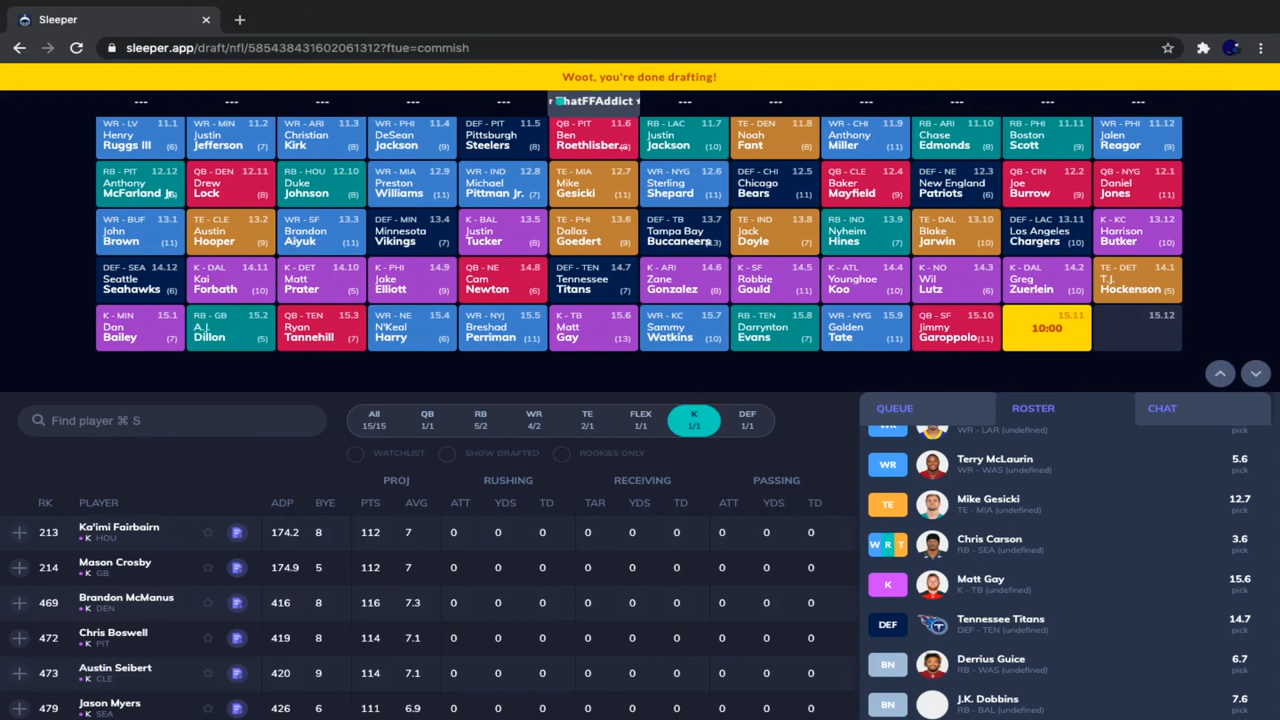 Sleeper
sleeper.app/draft/nfl/585438431602061312?ftue=commish
Woot, you're done drafting!
--- --- --- --- --- ThatFFAddict --- --- --- --- --- ---
WR - LV 11.1 WR - MIN 11.2 WR - ARI 11.3 WR - PHI 11.4 DEF - PIT 11.5 QB - PIT 11.6 RB - LAC 11.7 TE - DEN 11.8 WR - CHI 11.9 RB - ARI 11.10 RB - PHI 11.11 WR - PHI 11.12
Henry Justin Christian DeSean Pittsburgh Ben Justin Noah Anthony Chase Boston Jalen
Ruggs III (6) Jefferson (7) Kirk (8) Jackson (9) Steelers (8) Roethlisber... Jackson (10) Fant (8) Miller (11) Edmonds (8) Scott (9) Reagor (9)
RB - PIT 12.12 QB - DEN 12.11 RB - HOU 12.10 WR - MIA 12.9 WR - IND 12.8 TE - MIA 12.7 WR - NYG 12.6 DEF - CHI 12.5 QB - CLE 12.4 DEF - NE 12.3 QB - CIN 12.2 QB - NYG 12.1
Anthony Drew Duke Preston Michael Mike Sterling Chicago Baker New England Joe Daniel
McFarland Jr. Lock (8) Johnson (8) Williams (11) Pittman Jr. (7) Gesicki (11) Shepard (11) Bears (11) Mayfield (9) Patriots (6) Burrow (9) Jones (11)
WR - BUF 13.1 TE - CLE 13.2 WR - SF 13.3 DEF - MIN 13.4 K - BAL 13.5 TE - PHI 13.6 DEF - TB 13.7 TE - IND 13.8 RB - IND 13.9 TE - DAL 13.10 DEF - LAC 13.11 K - KC 13.12
John Austin Brandon Minnesota Justin Dallas Tampa Bay Jack Nyheim Blake Los Angeles Harrison
Brown (11) Hooper (9) Aiyuk (11) Vikings (7) Tucker (8) Goedert (9) Buccaneers (13) Doyle (7) Hines (7) Jarwin (10) Chargers (10) Butker (10)
DEF - SEA 14.12 K - DAL 14.11 K - DET 14.10 K - PHI 14.9 QB - NE 14.8 DEF - TEN 14.7 K - ARI 14.6 K - SF 14.5 K - ATL 14.4 K - NO 14.3 K - DAL 14.2 TE - DET 14.1
Seattle Kai Matt Jake Cam Tennessee Zane Robbie Younghoe Wil Greg T.J.
Seahawks (6) Forbath (10) Prater (5) Elliott (9) Newton (6) Titans (7) Gonzalez (8) Gould (11) Koo (10) Lutz (6) Zuerlein (10) Hockenson (5)
K - MIN 15.1 RB - GB 15.2 QB - TEN 15.3 WR - NE 15.4 WR - NYJ 15.5 K - TB 15.6 WR - KC 15.7 RB - TEN 15.8 WR - NYG 15.9 QB - SF 15.10 15.11 15.12
Dan A.J. Ryan N'Keal Breshad Matt Sammy Darrynton Golden Jimmy 10:00
Bailey (7) Dillon (5) Tannehill (7) Harry (6) Perriman (11) Gay (13) Watkins (10) Evans (7) Tate (11) Garoppolo (11)
Find player ⌘ S
All QB RB WR TE FLEX K DEF
15/15 1/1 5/2 4/2 2/1 1/1 1/1 1/1
WATCHLIST SHOW DRAFTED ROOKIES ONLY
PROJ RUSHING RECEIVING PASSING
RK PLAYER ADP BYE PTS AVG ATT YDS TD TAR YDS TD ATT YDS TD
213 Ka'imi Fairbairn 174.2 8 112 7 0 0 0 0 0 0 0 0 0
K HOU
214 Mason Crosby 174.9 5 112 7 0 0 0 0 0 0 0 0 0
K GB
469 Brandon McManus 416 8 116 7.3 0 0 0 0 0 0 0 0 0
K DEN
472 Chris Boswell 419 8 114 7.1 0 0 0 0 0 0 0 0 0
K PIT
473 Austin Seibert 9 114 7.1 0 0 0 0 0 0 0 0 0
K CLE
479 Jason Myers 426 6 111 6.9 0 0 0 0 0 0 0 0 0
K SEA
QUEUE ROSTER CHAT
WR WR - LAR (undefined) pick
WR Terry McLaurin 5.6
WR - WAS (undefined) pick
TE Mike Gesicki 12.7
TE - MIA (undefined) pick
W R T Chris Carson 3.6
RB - SEA (undefined) pick
K Matt Gay 15.6
K - TB (undefined) pick
DEF Tennessee Titans 14.7
DEF - TEN (undefined) pick
BN Derrius Guice 6.7
RB - WAS (undefined) pick
BN J.K. Dobbins 7.6
RB - BAL (undefined) pick